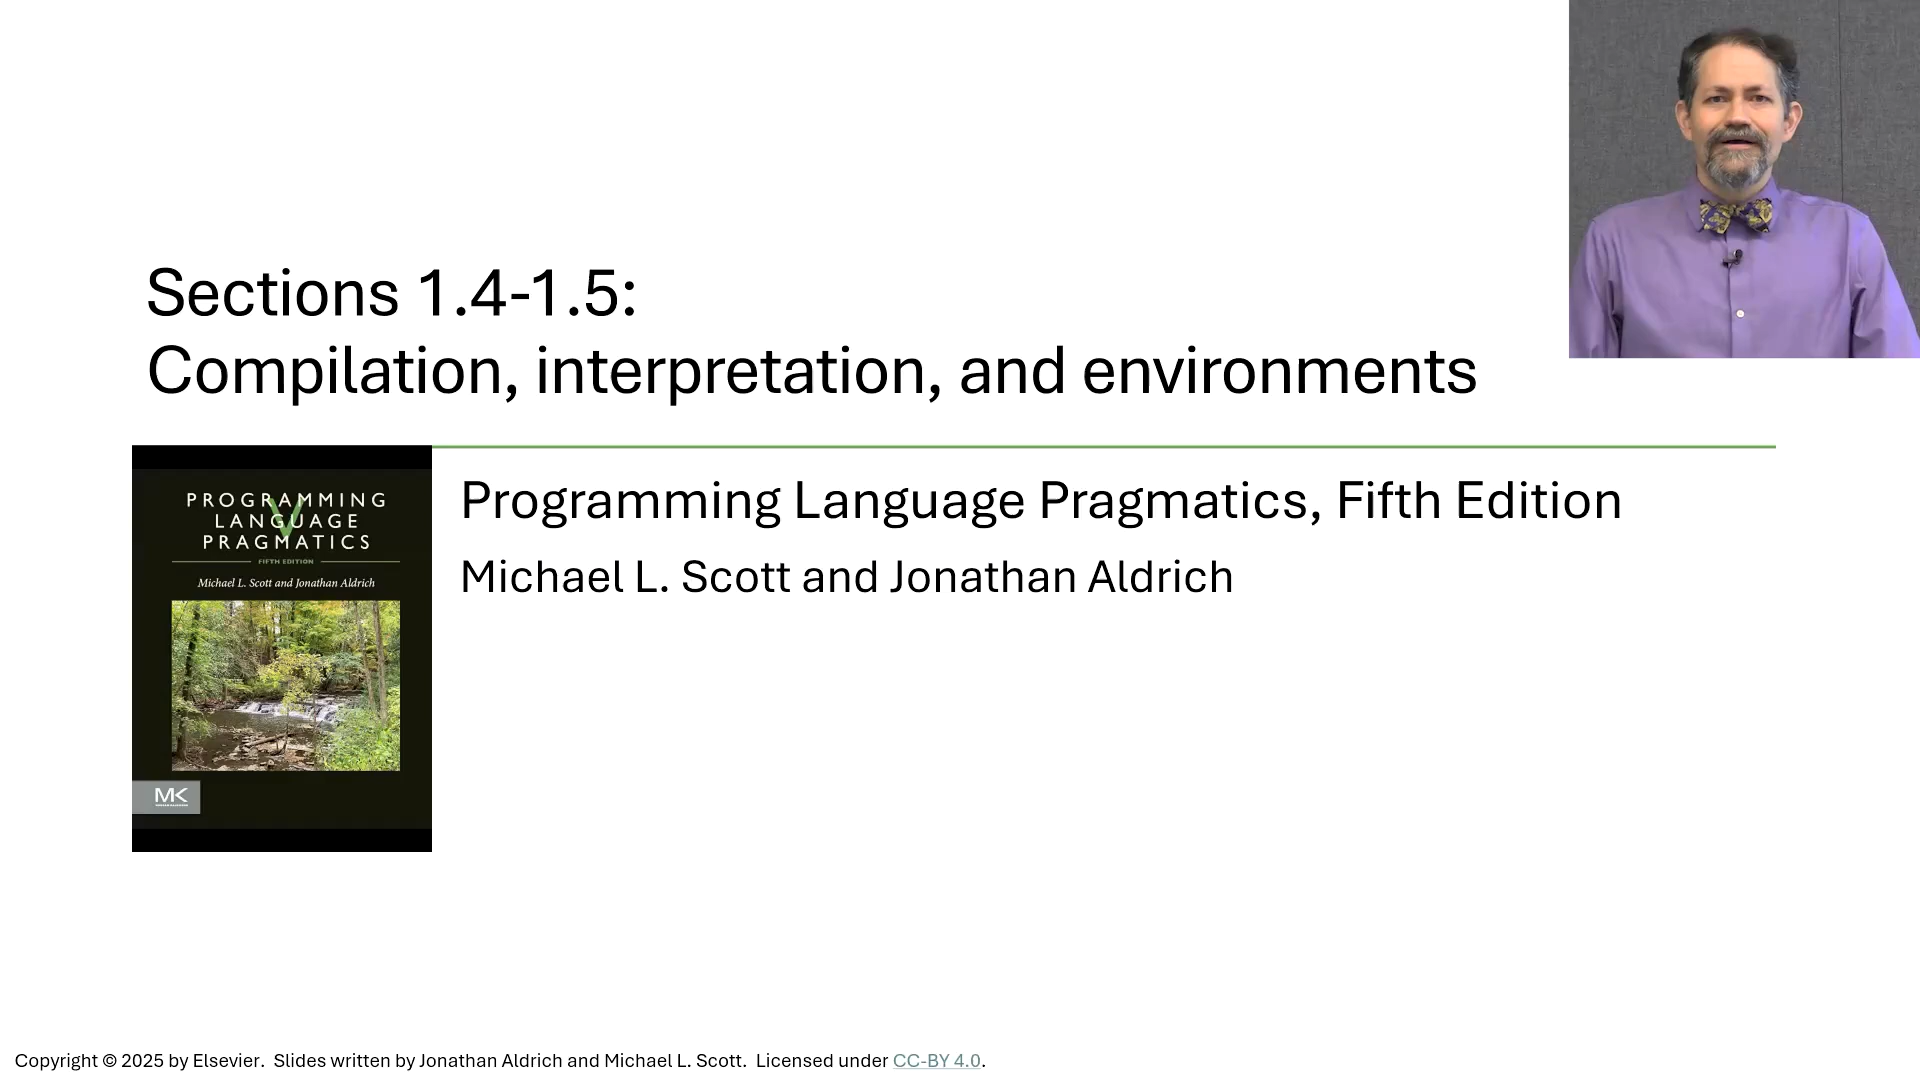 Sections 1.4-1.5:
Compilation, interpretation, and environments
PROGRAMMING
LANGUAGE
PRAGMATICS
FIFTH EDITION
Michael L. Scott and Jonathan Aldrich
MK
Programming Language Pragmatics, Fifth Edition
Michael L. Scott and Jonathan Aldrich
Copyright © 2025 by Elsevier. Slides written by Jonathan Aldrich and Michael L. Scott. Licensed under CC-BY 4.0.